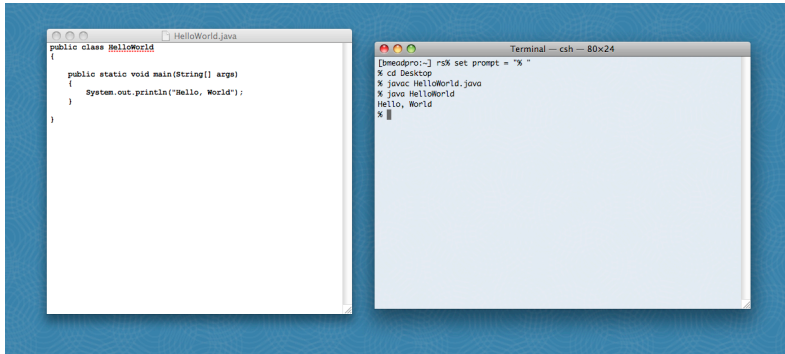 HelloWorld.java
public class HelloWorld
{
public static void main(String[] args)
{
System.out.println("Hello, World");
}
}
Terminal — csh — 80×24
[bmeadpro:~] rs% set prompt = "% "
% cd Desktop
% javac HelloWorld.java
% java HelloWorld
Hello, World
%